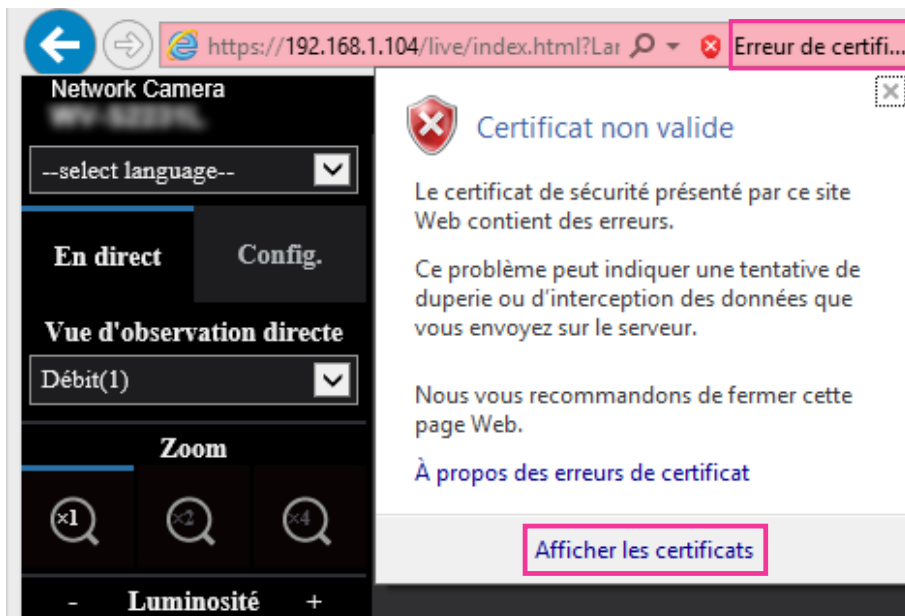 https://192.168.1.104/live/index.html?Lar
Erreur de certifi...
Network Camera
--select language--
En direct
Config.
Vue d'observation directe
Débit(1)
Zoom
×1
×2
×4
- Luminosité +
Certificat non valide
Le certificat de sécurité présenté par ce site
Web contient des erreurs.
Ce problème peut indiquer une tentative de
duperie ou d'interception des données que
vous envoyez sur le serveur.
Nous vous recommandons de fermer cette
page Web.
À propos des erreurs de certificat
Afficher les certificats